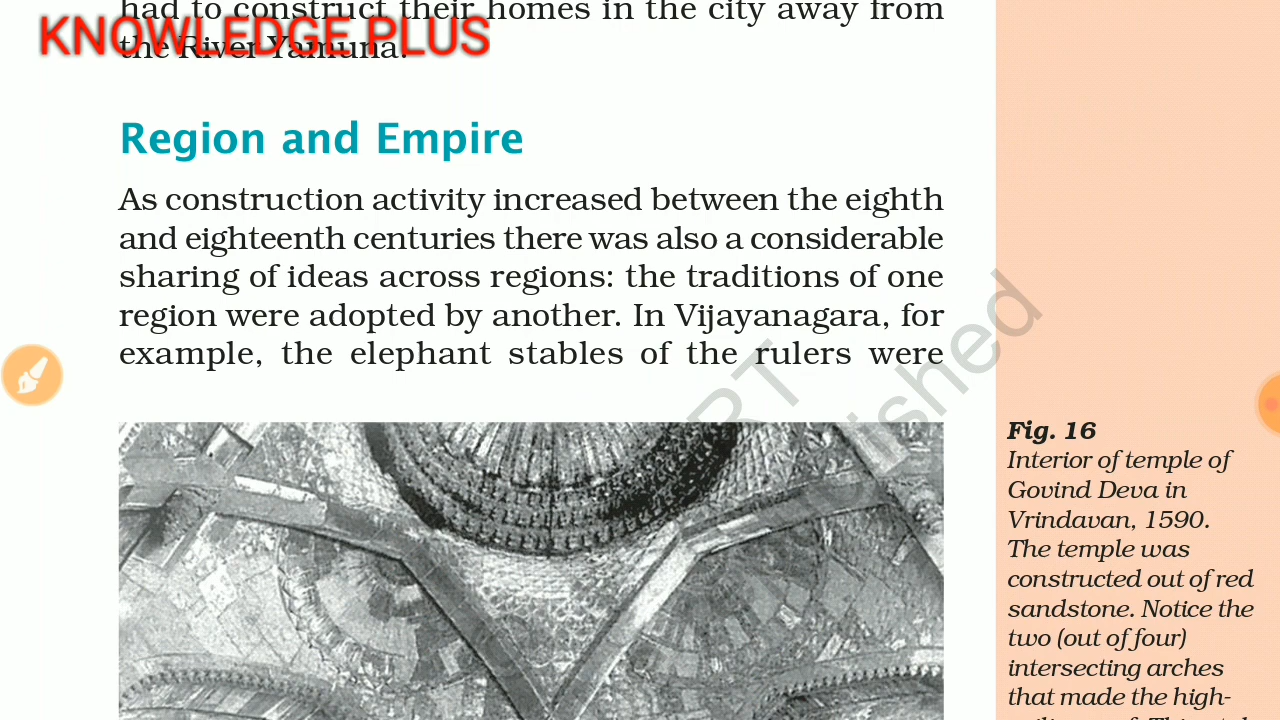 had to construct their homes in the city away from
KNOWLEDGE PLUS
the River Yamuna.
Region and Empire
As construction activity increased between the eighth
and eighteenth centuries there was also a considerable
sharing of ideas across regions: the traditions of one
region were adopted by another. In Vijayanagara, for
example, the elephant stables of the rulers were
Fig. 16
Interior of temple of
Govind Deva in
Vrindavan, 1590.
The temple was
constructed out of red
sandstone. Notice the
two (out of four)
intersecting arches
that made the high-